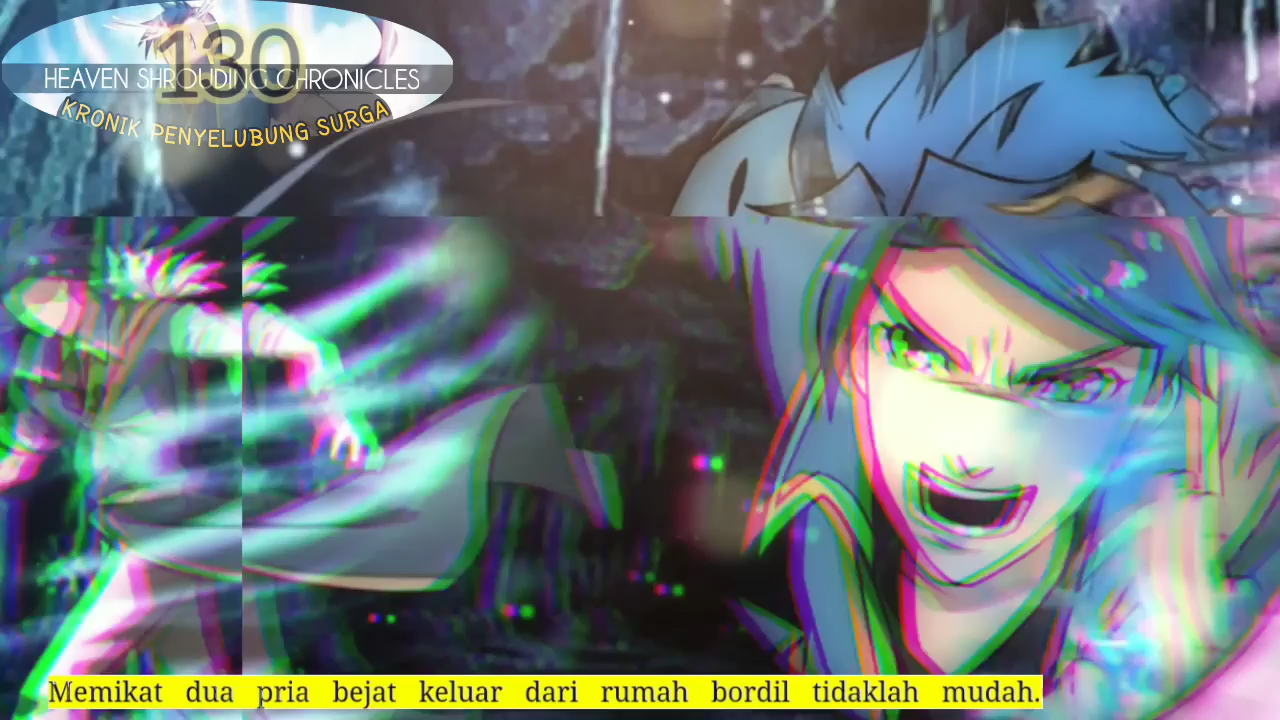 130
HEAVEN SHROUDING CHRONICLES
KRONIK PENYELUBUNG SURGA
Memikat dua pria bejat keluar dari rumah bordil tidaklah mudah.